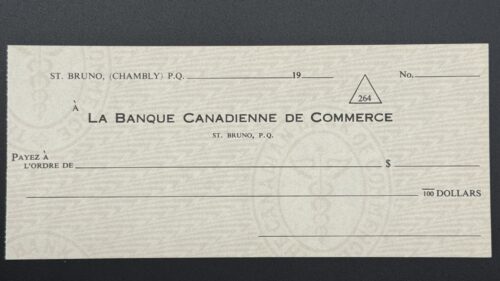 ST. BRUNO, (CHAMBLY) P.Q. 19 No.
264
À
LA BANQUE CANADIENNE DE COMMERCE
ST. BRUNO, P. Q.
PAYEZ À
L'ORDRE DE $
100 DOLLARS